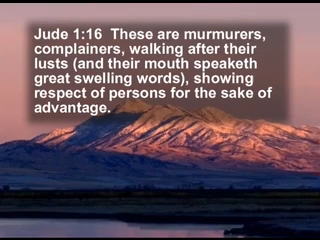 Jude 1:16  These are murmurers,
complainers, walking after their
lusts (and their mouth speaketh
great swelling words), showing
respect of persons for the sake of
advantage.